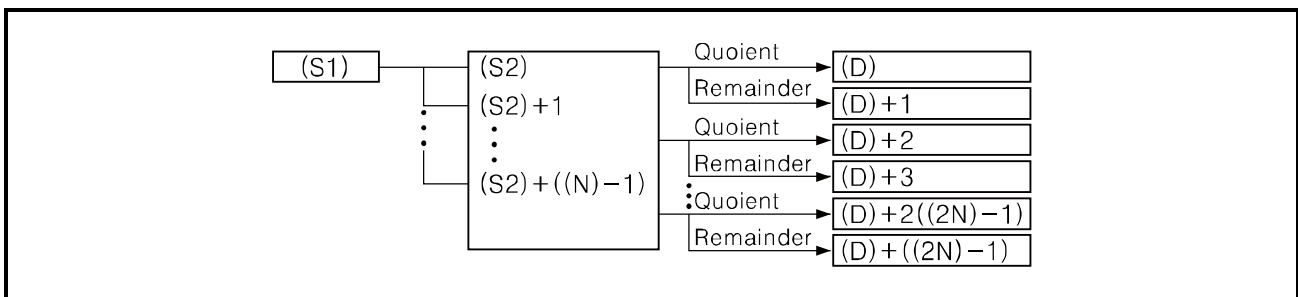 (S1)
(S2)
(S2)+1
(S2)+((N)-1)
Quoient
Remainder
Quoient
Remainder
Quoient
Remainder
(D)
(D)+1
(D)+2
(D)+3
(D)+2((2N)-1)
(D)+((2N)-1)